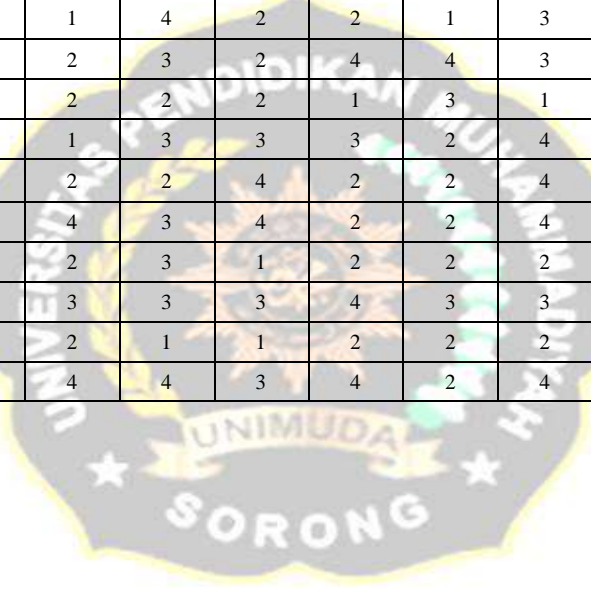 1 4 2 2 1 3
2 3 2 4 4 3
2 2 2 1 3 1
1 3 3 3 2 4
2 2 4 2 2 4
4 3 4 2 2 4
2 3 1 2 2 2
3 3 3 4 3 3
2 1 1 2 2 2
4 4 3 4 2 4
UNIVERSITAS PENDIDIKAN MUHAMMADIYAH
UNIMUDA
SORONG